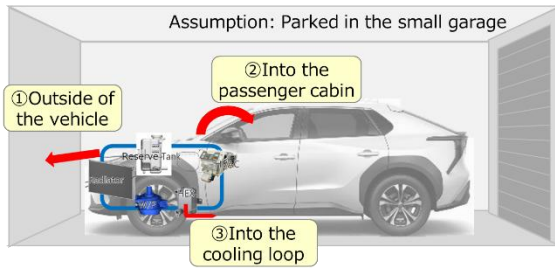 Assumption: Parked in the small garage
②Into the
passenger cabin
①Outside of
the vehicle
Reserve Tank
Radiator
W/P
HEX
③Into the
cooling loop